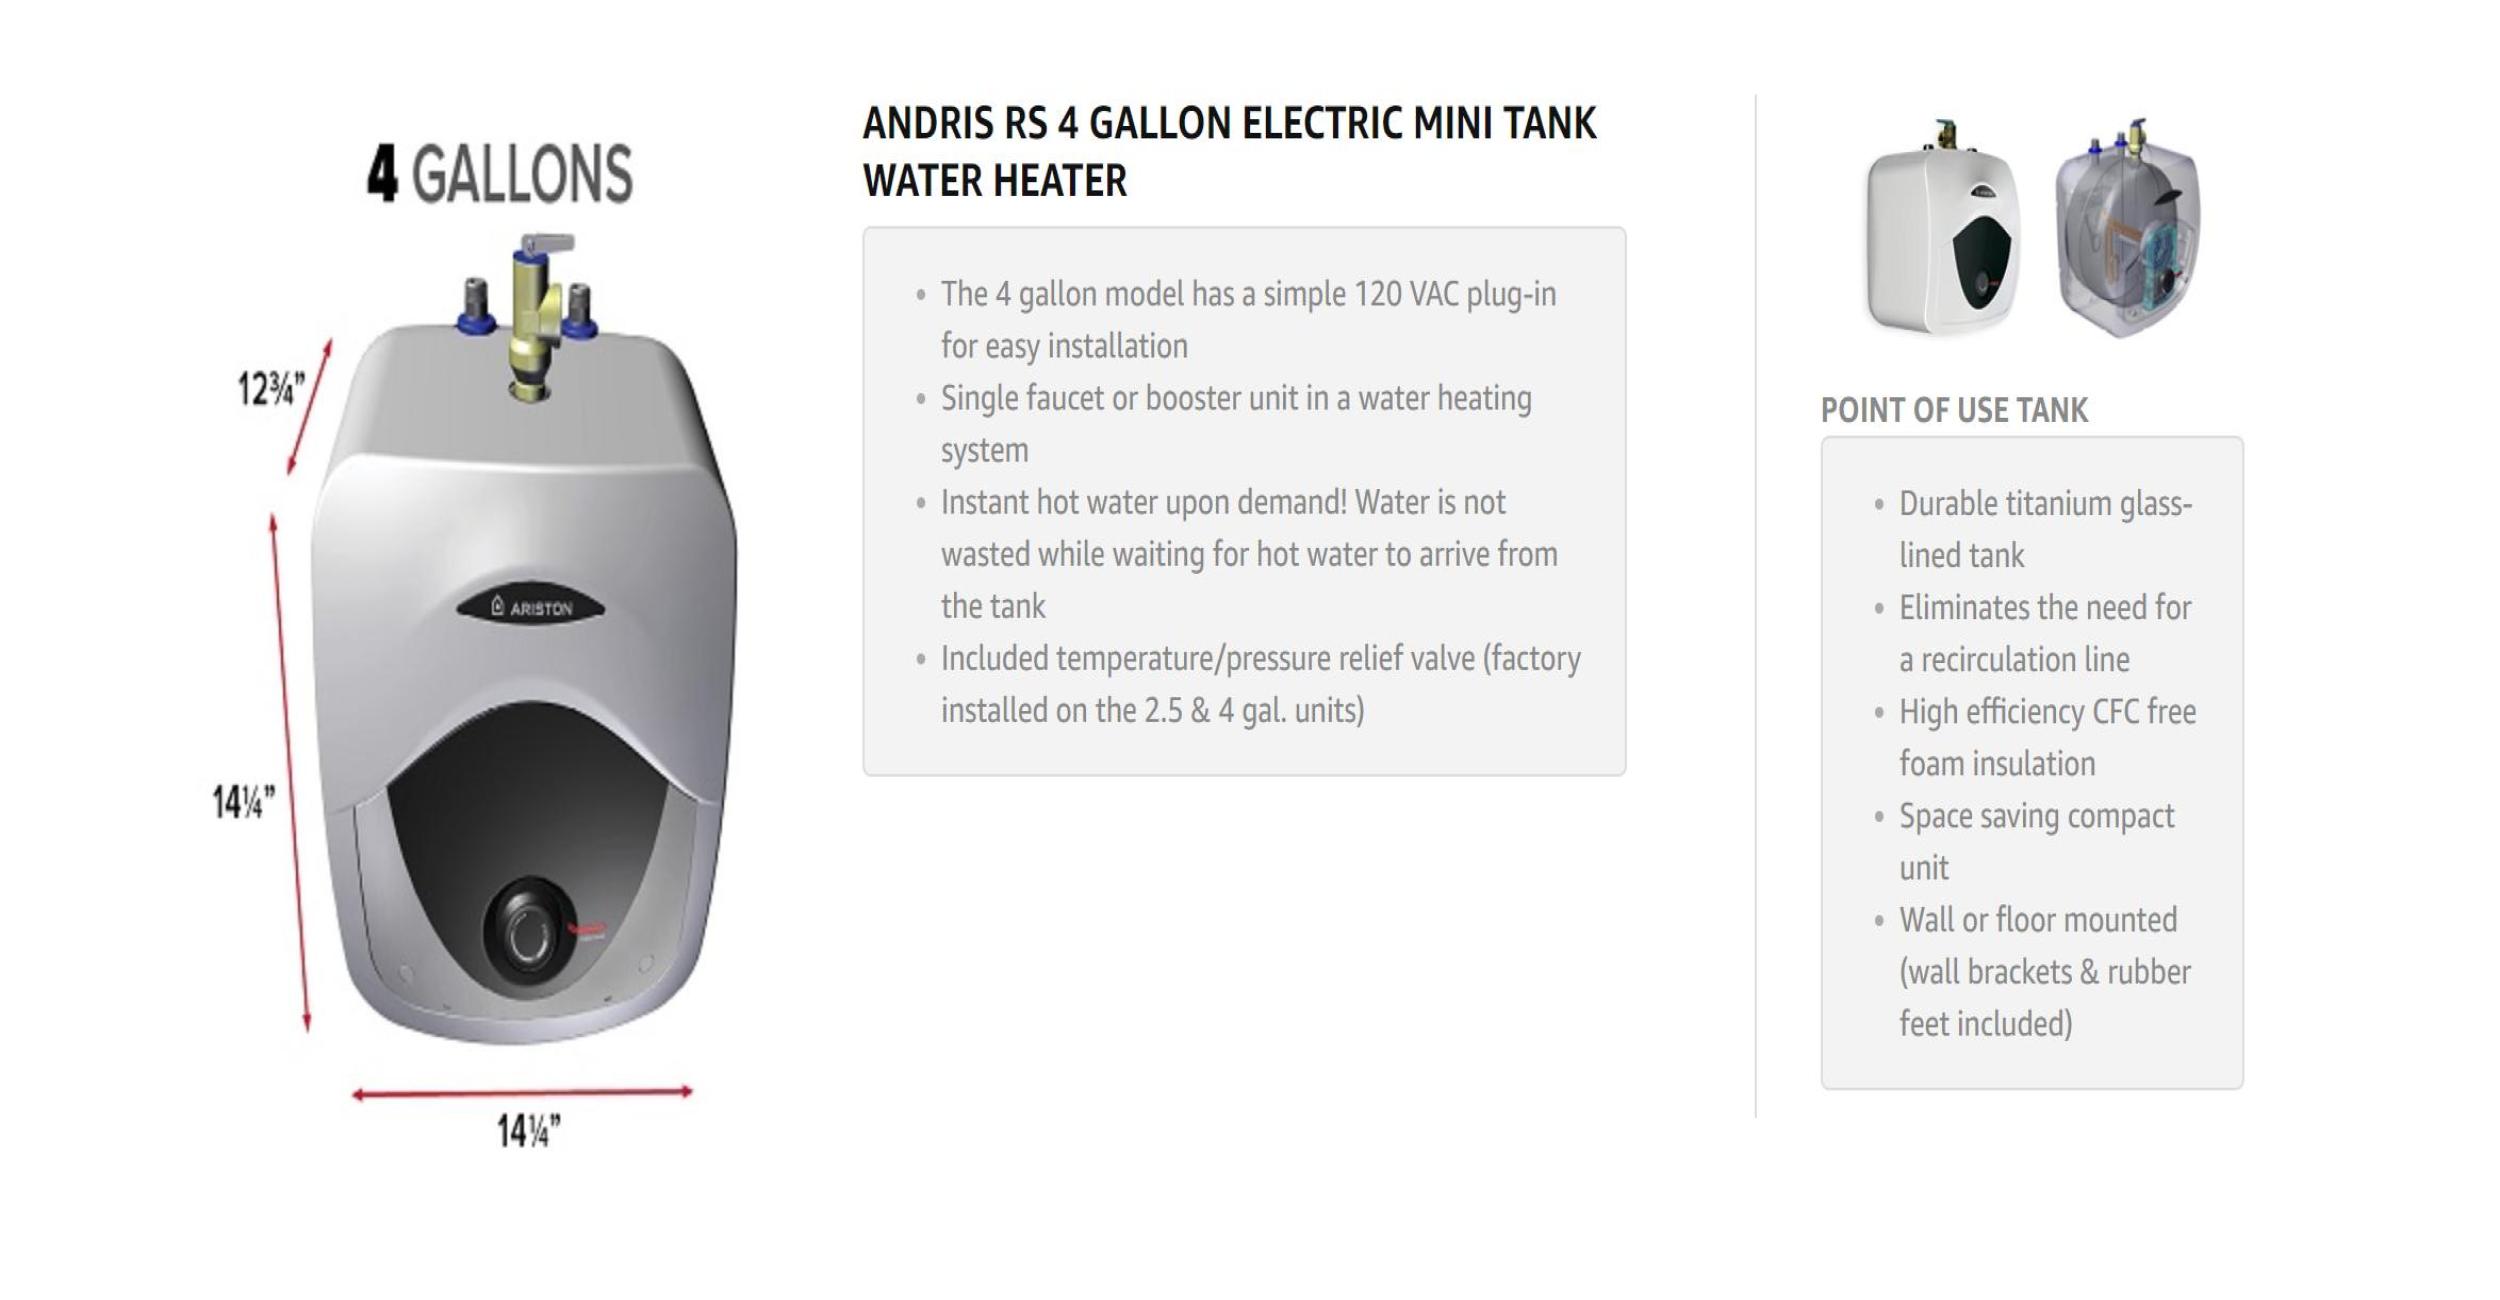 4 GALLONS
12¾”
14¼”
14¼”
ARISTON
ANDRIS RS 4 GALLON ELECTRIC MINI TANK
WATER HEATER
• The 4 gallon model has a simple 120 VAC plug-in
for easy installation
• Single faucet or booster unit in a water heating
system
• Instant hot water upon demand! Water is not
wasted while waiting for hot water to arrive from
the tank
• Included temperature/pressure relief valve (factory
installed on the 2.5 & 4 gal. units)
POINT OF USE TANK
• Durable titanium glass-
lined tank
• Eliminates the need for
a recirculation line
• High efficiency CFC free
foam insulation
• Space saving compact
unit
• Wall or floor mounted
(wall brackets & rubber
feet included)